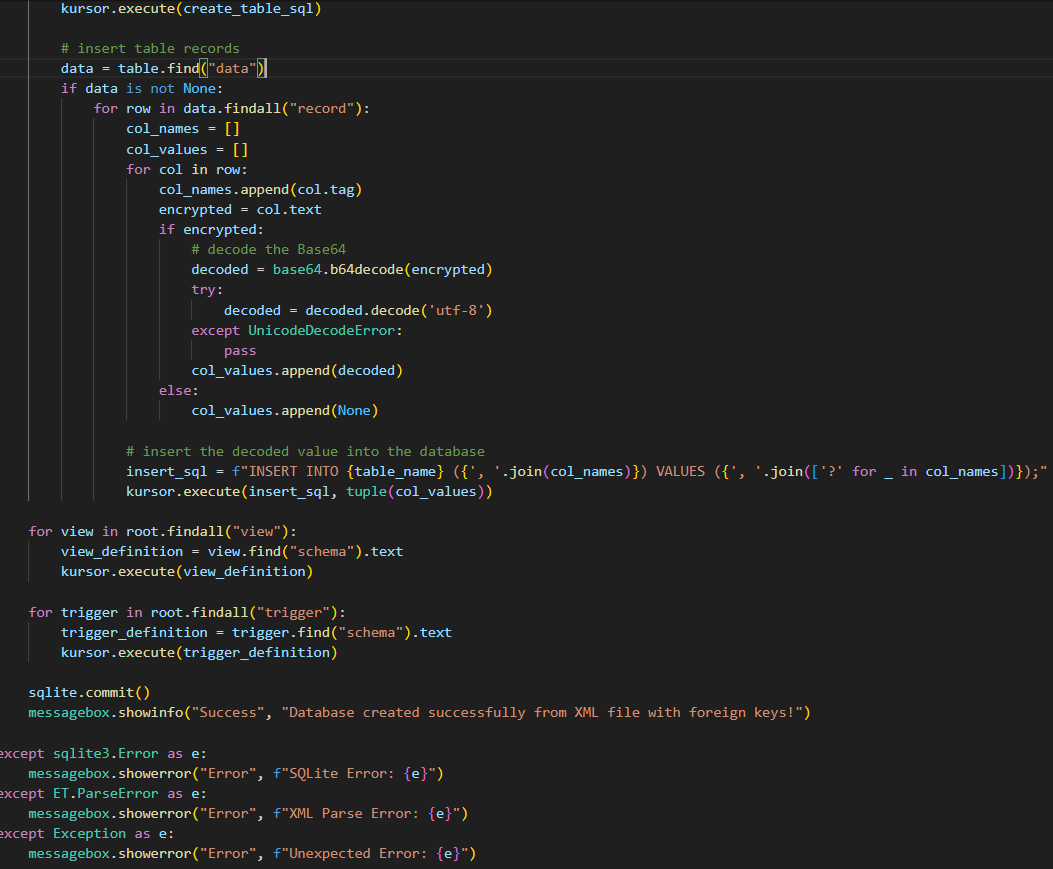 kursor.execute(create_table_sql)
# insert table records
data = table.find("data")
if data is not None:
for row in data.findall("record"):
col_names = []
col_values = []
for col in row:
col_names.append(col.tag)
encrypted = col.text
if encrypted:
# decode the Base64
decoded = base64.b64decode(encrypted)
try:
decoded = decoded.decode('utf-8')
except UnicodeDecodeError:
pass
col_values.append(decoded)
else:
col_values.append(None)
# insert the decoded value into the database
insert_sql = f"INSERT INTO {table_name} ({', '.join(col_names)}) VALUES ({', '.join(['?' for _ in col_names])});"
kursor.execute(insert_sql, tuple(col_values))
for view in root.findall("view"):
view_definition = view.find("schema").text
kursor.execute(view_definition)
for trigger in root.findall("trigger"):
trigger_definition = trigger.find("schema").text
kursor.execute(trigger_definition)
sqlite.commit()
messagebox.showinfo("Success", "Database created successfully from XML file with foreign keys!")
except sqlite3.Error as e:
messagebox.showerror("Error", f"SQLite Error: {e}")
except ET.ParseError as e:
messagebox.showerror("Error", f"XML Parse Error: {e}")
except Exception as e:
messagebox.showerror("Error", f"Unexpected Error: {e}")